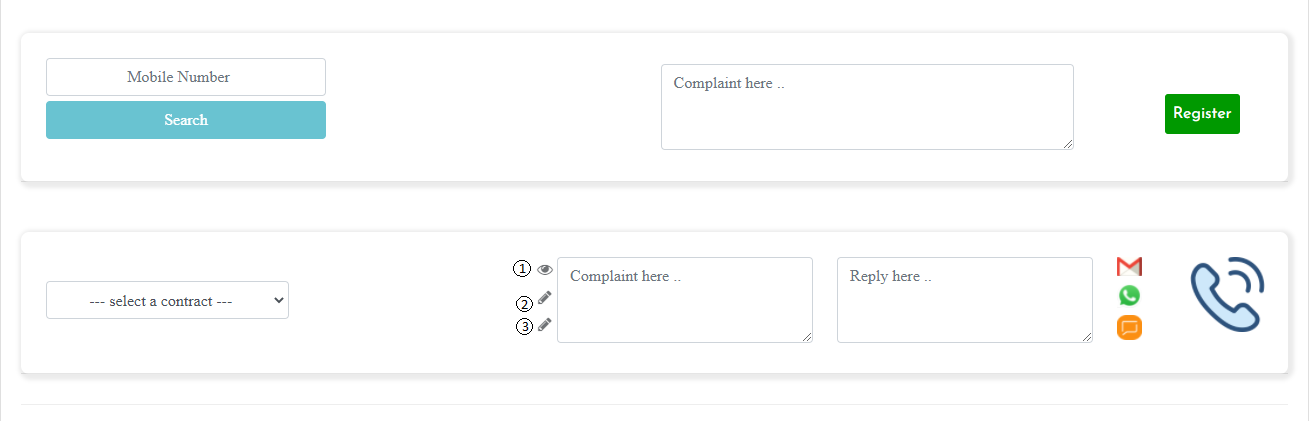 Mobile Number
Search
Complaint here ..
Register
--- select a contract ---
1
2
3
Complaint here ..
Reply here ..